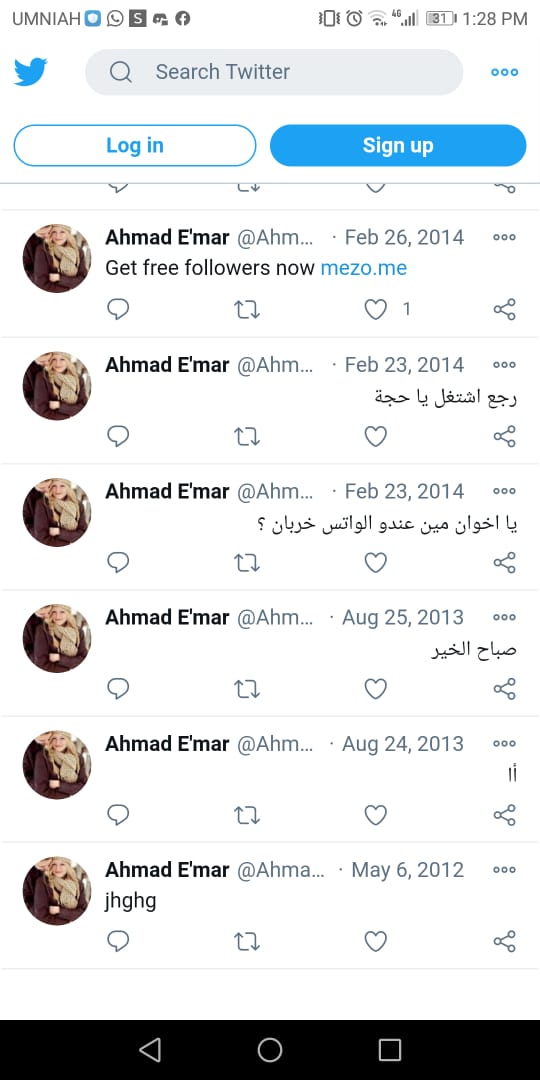 UMNIAH
4G
31
1:28 PM
Search Twitter
Log in
Sign up
Ahmad E'mar @Ahm... · Feb 26, 2014
Get free followers now mezo.me
1
Ahmad E'mar @Ahm... · Feb 23, 2014
رجع اشتغل يا حجة
Ahmad E'mar @Ahm... · Feb 23, 2014
يا اخوان مين عندو الواتس خربان ؟
Ahmad E'mar @Ahm... · Aug 25, 2013
صباح الخير
Ahmad E'mar @Ahm... · Aug 24, 2013
أا
Ahmad E'mar @Ahma... · May 6, 2012
jhghg